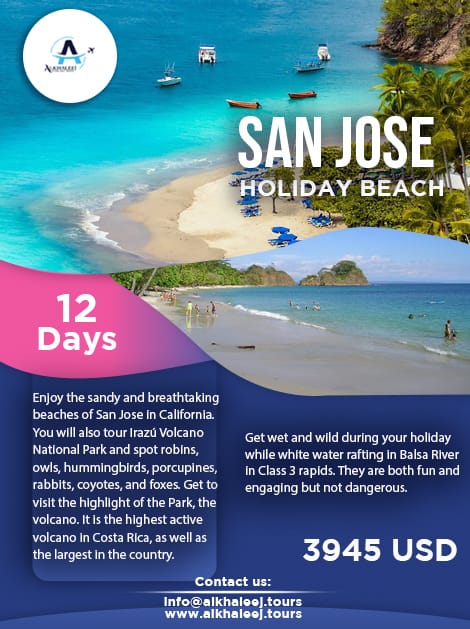 ALKHALEEJ
SAN JOSE
HOLIDAY BEACH
12
Days
Enjoy the sandy and breathtaking
beaches of San Jose in California.
You will also tour Irazú Volcano
National Park and spot robins,
owls, hummingbirds, porcupines,
rabbits, coyotes, and foxes. Get to
visit the highlight of the Park, the
volcano. It is the highest active
volcano in Costa Rica, as well as
the largest in the country.
Get wet and wild during your holiday
while white water rafting in Balsa River
in Class 3 rapids. They are both fun and
engaging but not dangerous.
3945 USD
Contact us:
Info@alkhaleej.tours
www.alkhaleej.tours